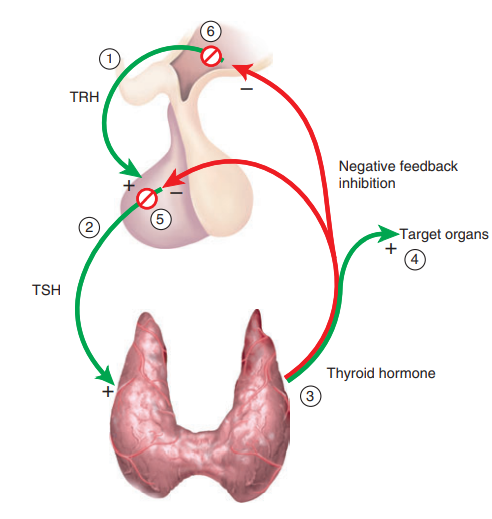 6
1
TRH
−
+
−
Negative feedback
inhibition
2
5
Target organs
+
4
TSH
Thyroid hormone
+
3